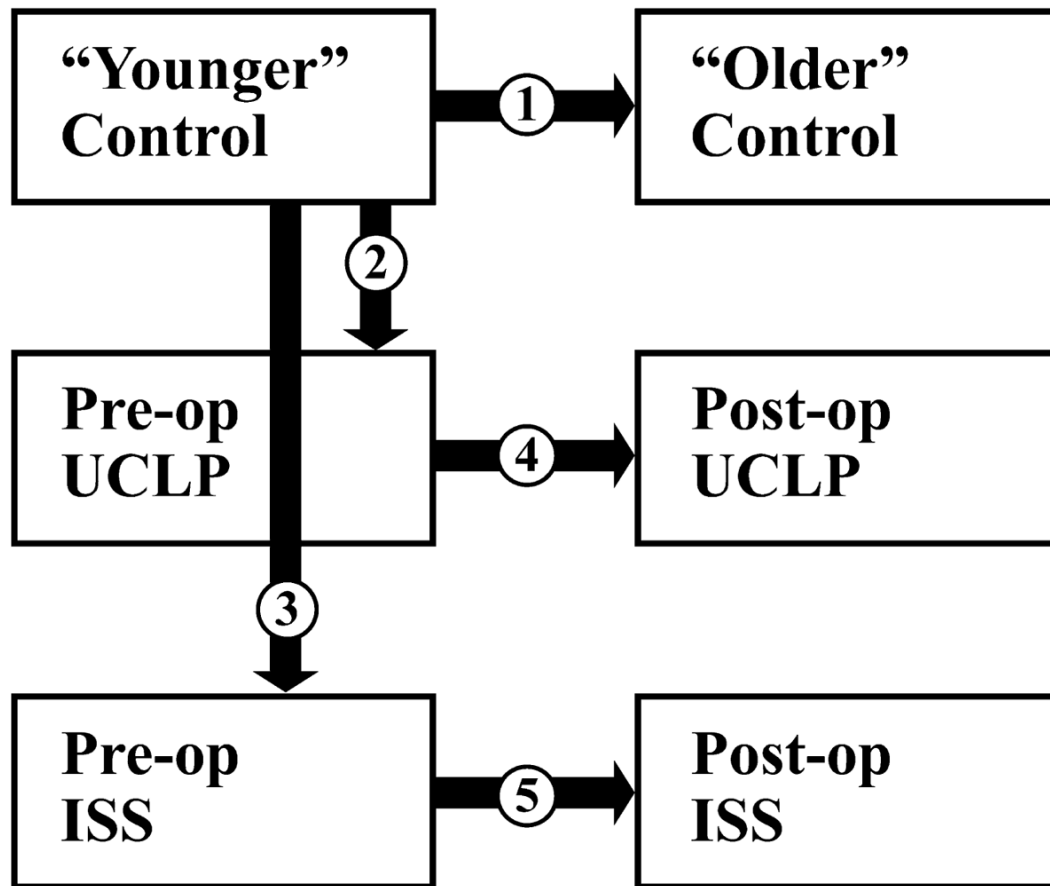 “Younger”
Control
1
“Older”
Control
2
Pre-op
UCLP
4
Post-op
UCLP
3
Pre-op
ISS
5
Post-op
ISS